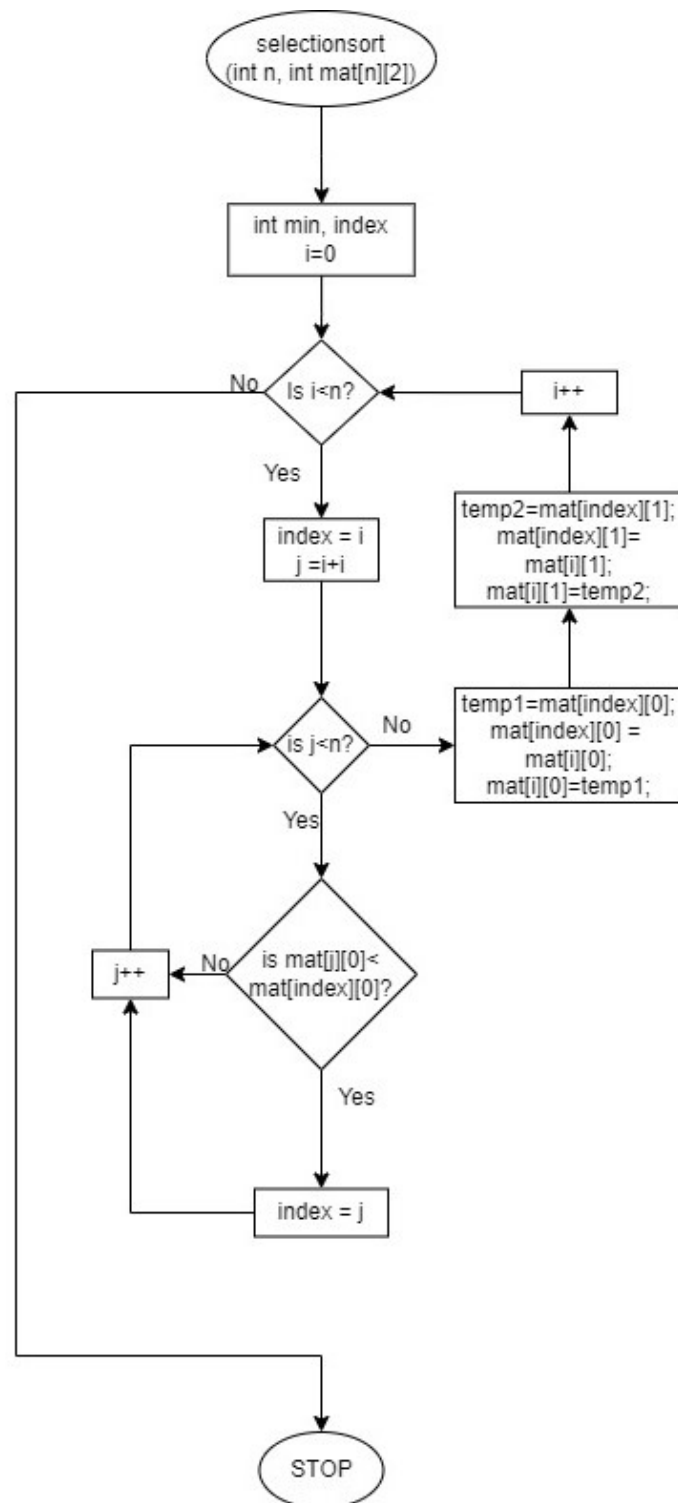 selectionsort
(int n, int mat[n][2])
int min, index
i=0
No
Is i<n?
i++
Yes
temp2=mat[index][1];
mat[index][1]=
mat[i][1];
mat[i][1]=temp2;
index = i
j =i+i
is j<n?
No
temp1=mat[index][0];
mat[index][0] =
mat[i][0];
mat[i][0]=temp1;
Yes
j++
No
is mat[j][0]<
mat[index][0]?
Yes
index = j
STOP